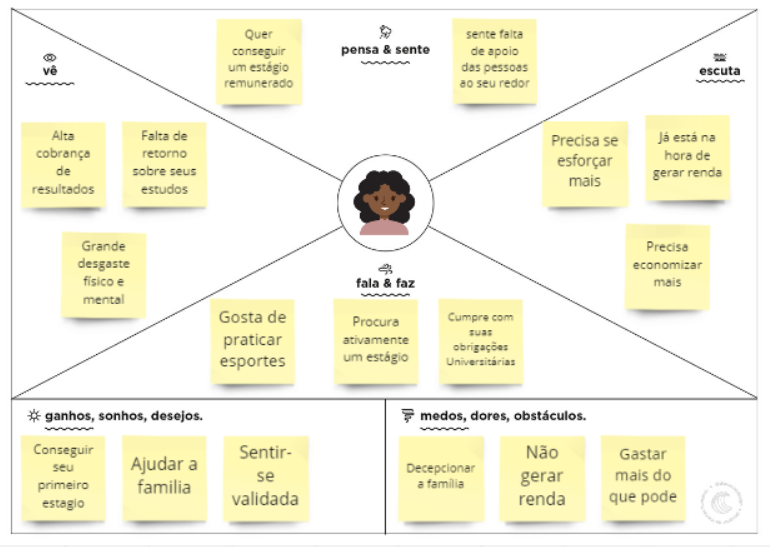 pensa & sente
Quer
conseguir
um estágio
remunerado
sente falta
de apoio
das pessoas
ao seu redor
vê
Alta
cobrança
de
resultados
Falta de
retorno
sobre seus
estudos
Grande
desgaste
físico e
mental
escuta
Precisa se
esforçar
mais
Já está na
hora de
gerar renda
Precisa
economizar
mais
fala & faz
Gosta de
praticar
esportes
Procura
ativamente
um estágio
Cumpre com
suas
obrigações
Universitárias
ganhos, sonhos, desejos.
Conseguir
seu
primeiro
estagio
Ajudar a
familia
Sentir-
se
validada
medos, dores, obstáculos.
Decepcionar
a família
Não
gerar
renda
Gastar
mais do
que pode